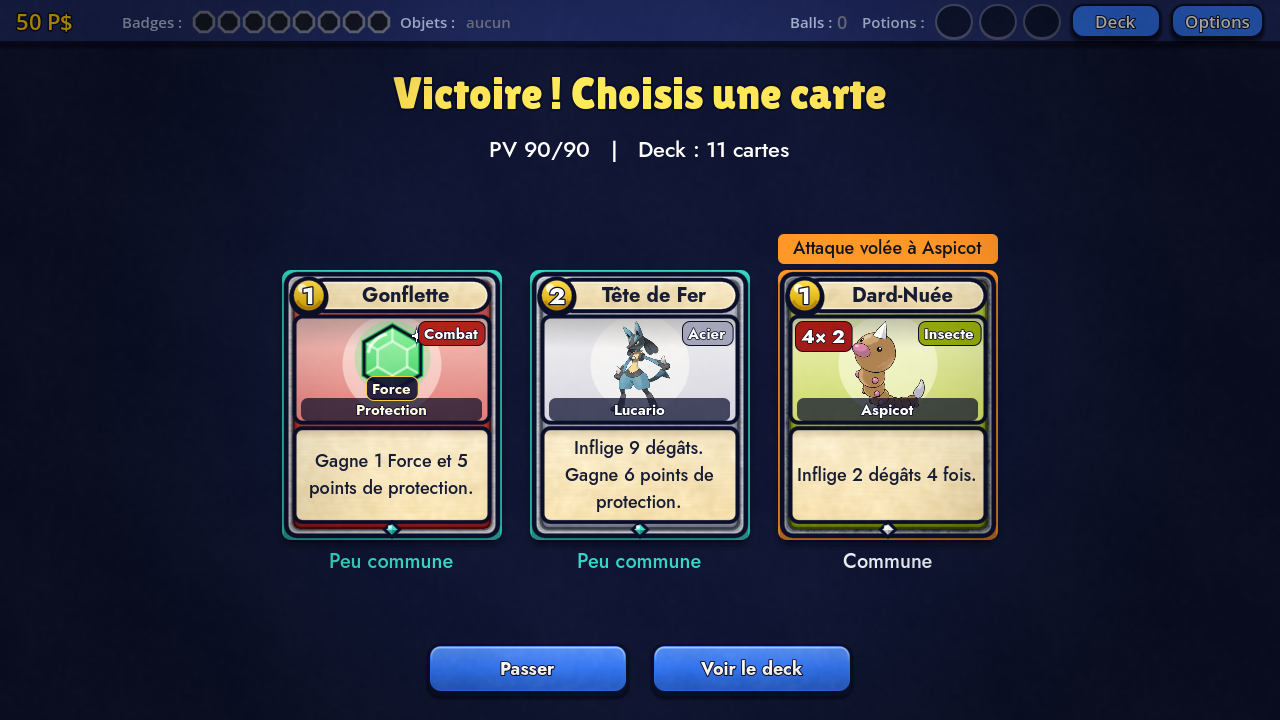 50 P$
Badges :
Objets : aucun
Balls : 0
Potions :
Deck
Options
Victoire ! Choisis une carte
PV 90/90 | Deck : 11 cartes
Attaque volée à Aspicot
1
Gonflette
Combat
Force
Protection
Gagne 1 Force et 5
points de protection.
Peu commune
2
Tête de Fer
Acier
Lucario
Inflige 9 dégâts.
Gagne 6 points de
protection.
Peu commune
1
Dard-Nuée
4× 2
Insecte
Aspicot
Inflige 2 dégâts 4 fois.
Commune
Passer
Voir le deck